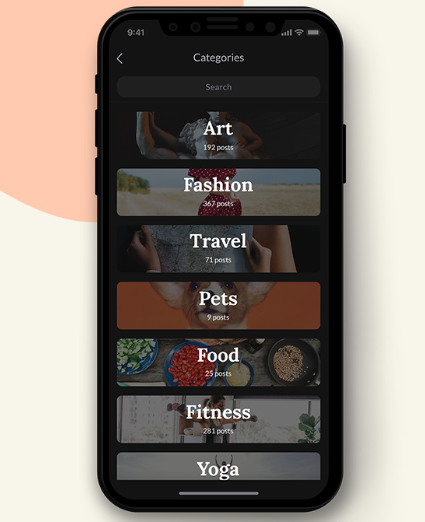 9:41
Categories
Search
Art
192 posts
Fashion
367 posts
Travel
71 posts
Pets
9 posts
Food
25 posts
Fitness
281 posts
Yoga